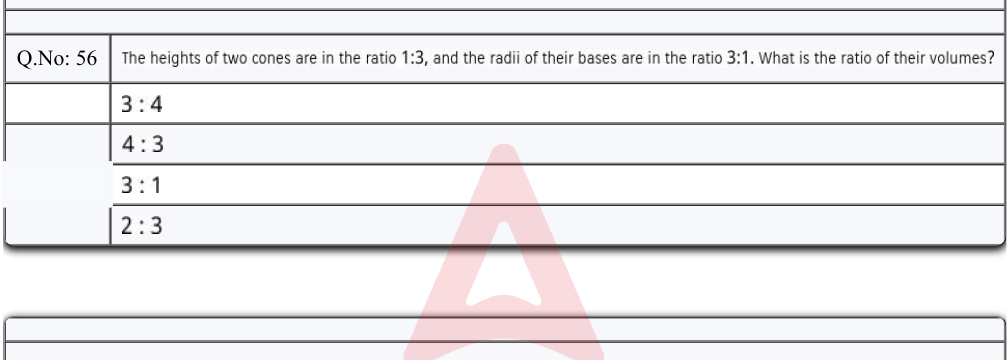 Q.No: 56 The heights of two cones are in the ratio 1:3, and the radii of their bases are in the ratio 3:1. What is the ratio of their volumes?
3 : 4
4 : 3
3 : 1
2 : 3